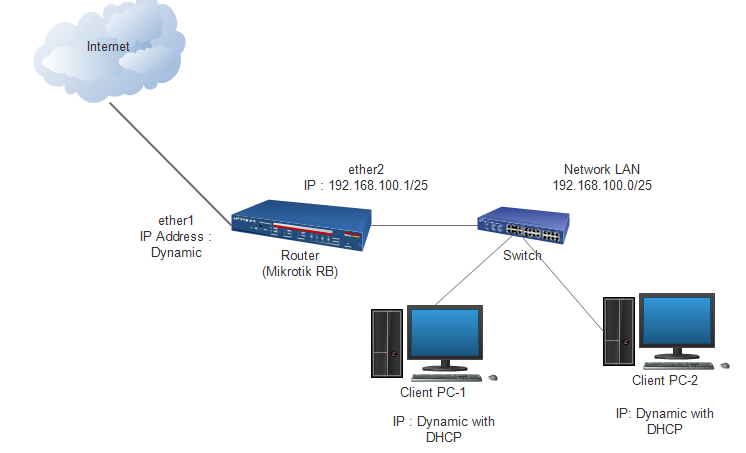 Internet
ether2
IP : 192.168.100.1/25
Network LAN
192.168.100.0/25
ether1
IP Address :
Dynamic
Router
(Mikrotik RB)
Switch
Client PC-1
IP : Dynamic with
DHCP
Client PC-2
IP: Dynamic with
DHCP